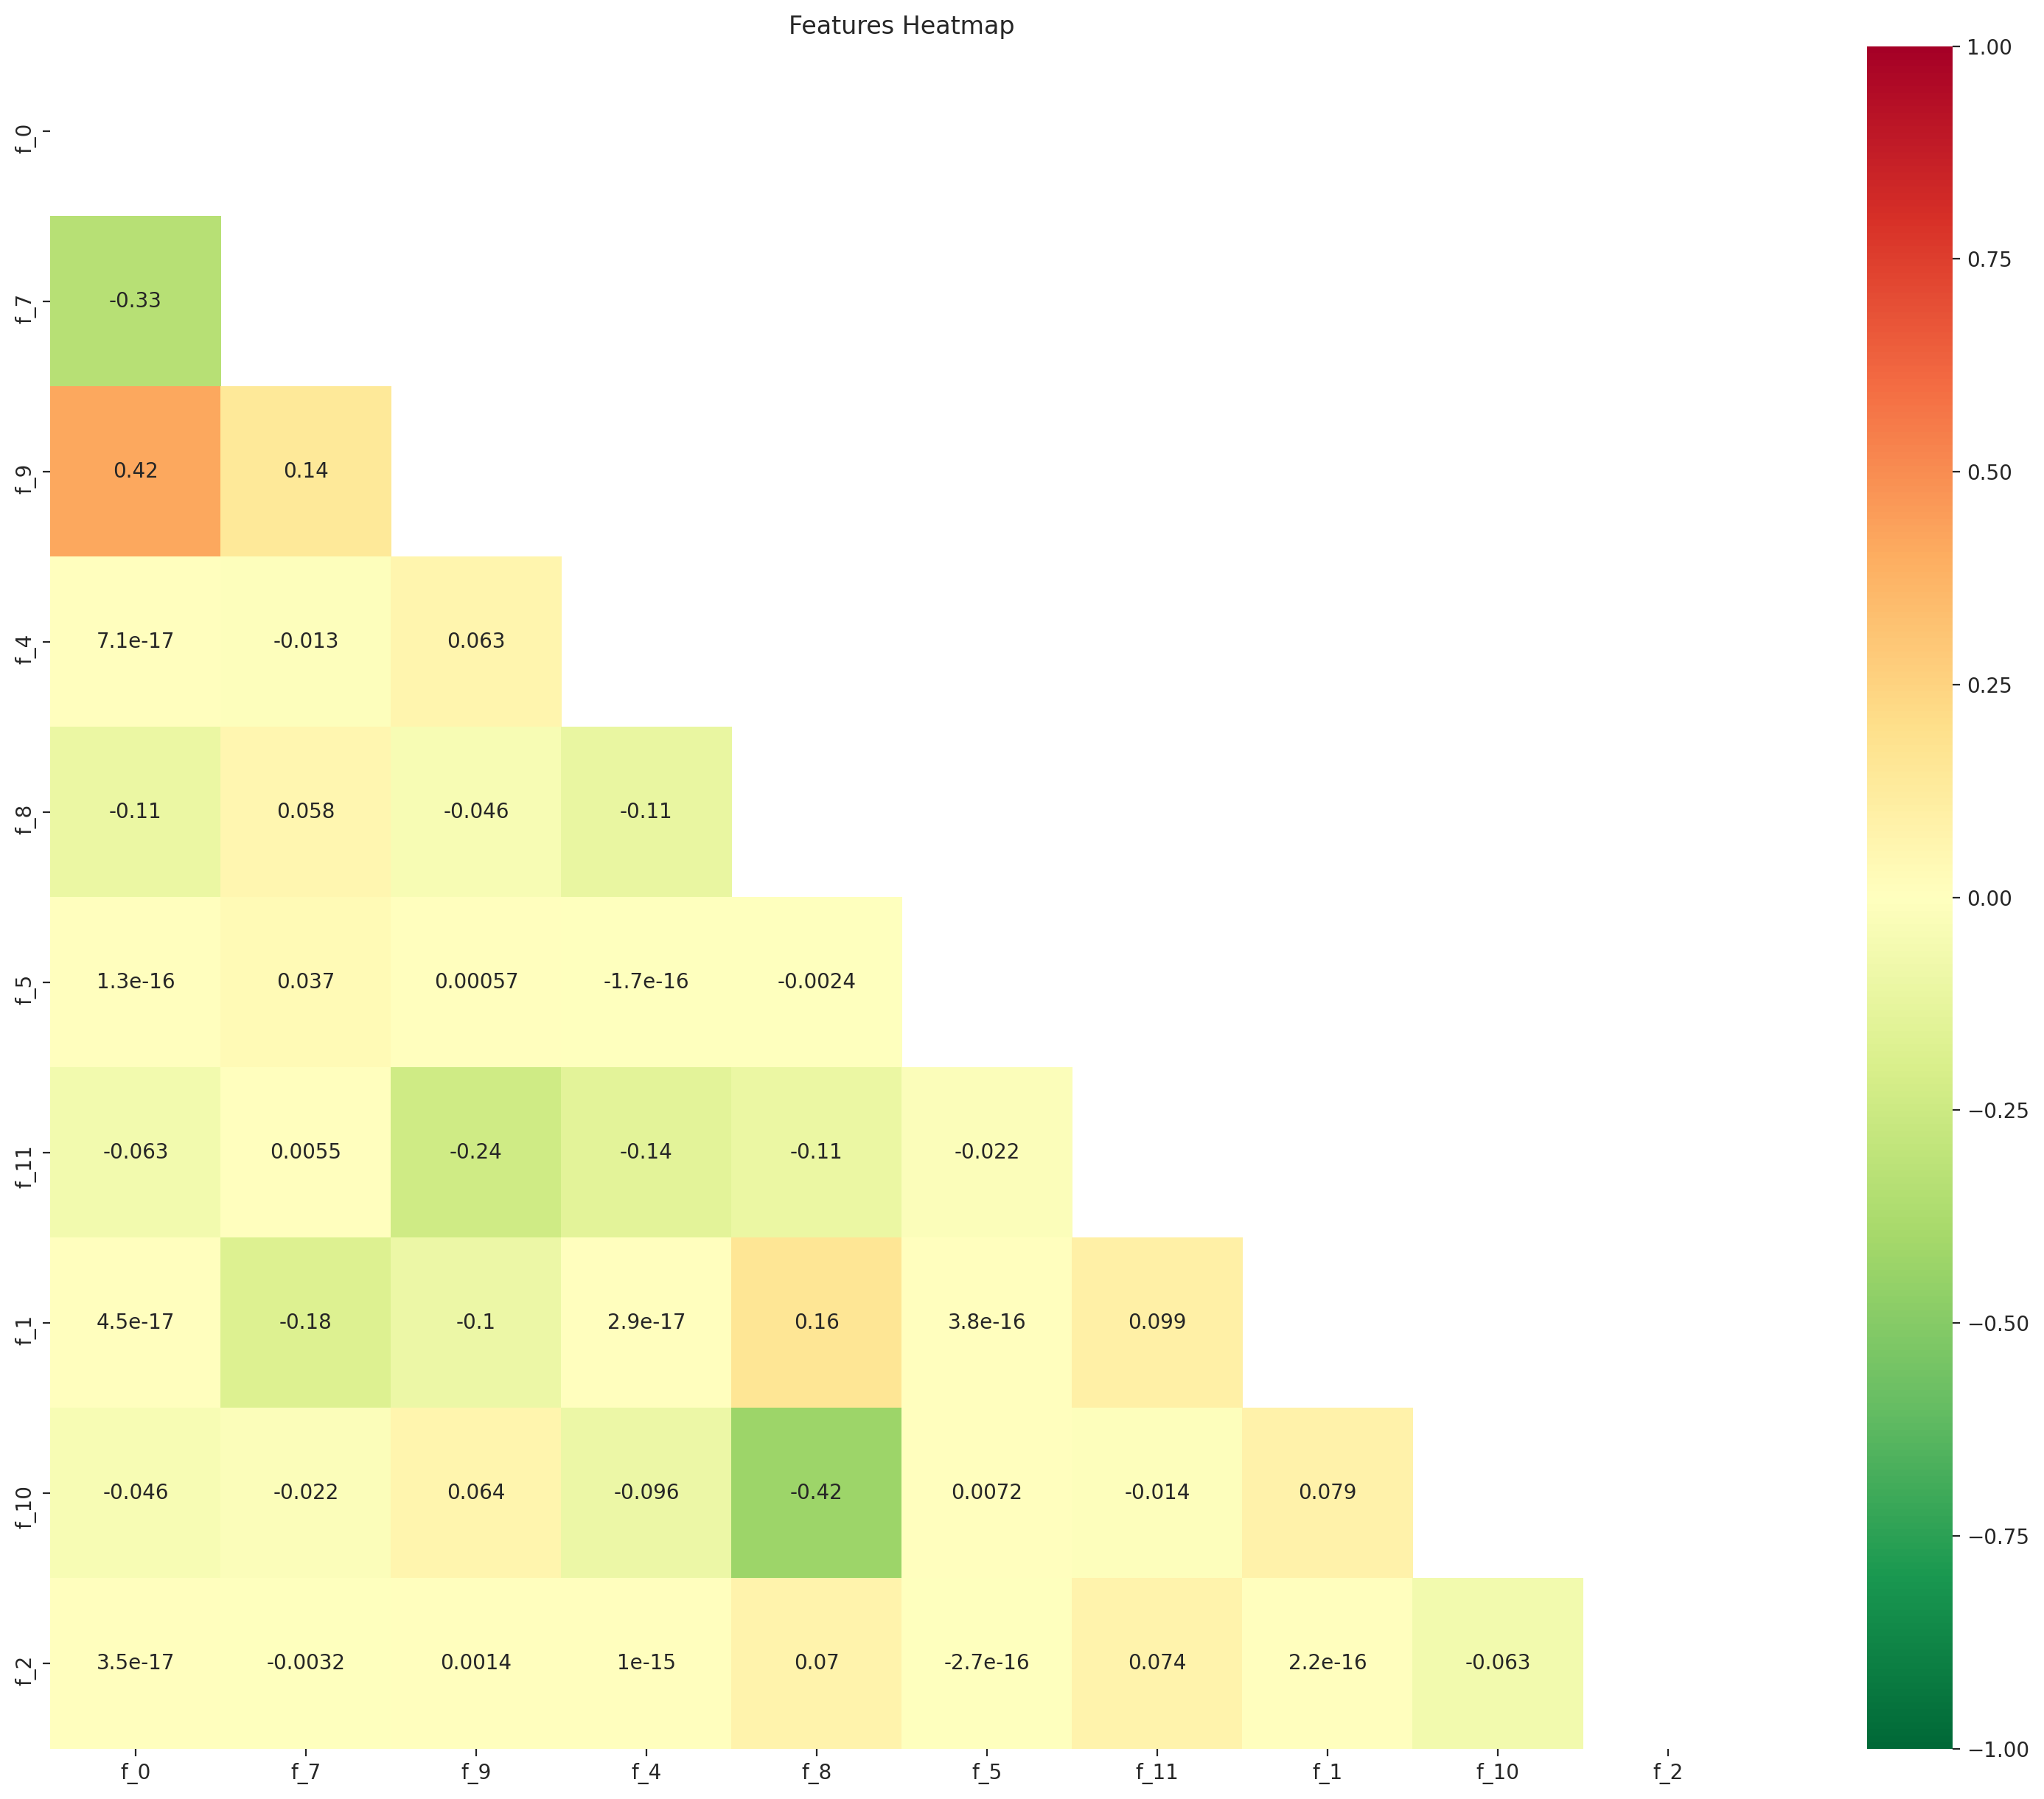 Features Heatmap
f_0
f_7 -0.33
f_9 0.42 0.14
f_4 7.1e-17 -0.013 0.063
f_8 -0.11 0.058 -0.046 -0.11
f_5 1.3e-16 0.037 0.00057 -1.7e-16 -0.0024
f_11 -0.063 0.0055 -0.24 -0.14 -0.11 -0.022
f_1 4.5e-17 -0.18 -0.1 2.9e-17 0.16 3.8e-16 0.099
f_10 -0.046 -0.022 0.064 -0.096 -0.42 0.0072 -0.014 0.079
f_2 3.5e-17 -0.0032 0.0014 1e-15 0.07 -2.7e-16 0.074 2.2e-16 -0.063
f_0 f_7 f_9 f_4 f_8 f_5 f_11 f_1 f_10 f_2
1.00
0.75
0.50
0.25
0.00
−0.25
−0.50
−0.75
−1.00